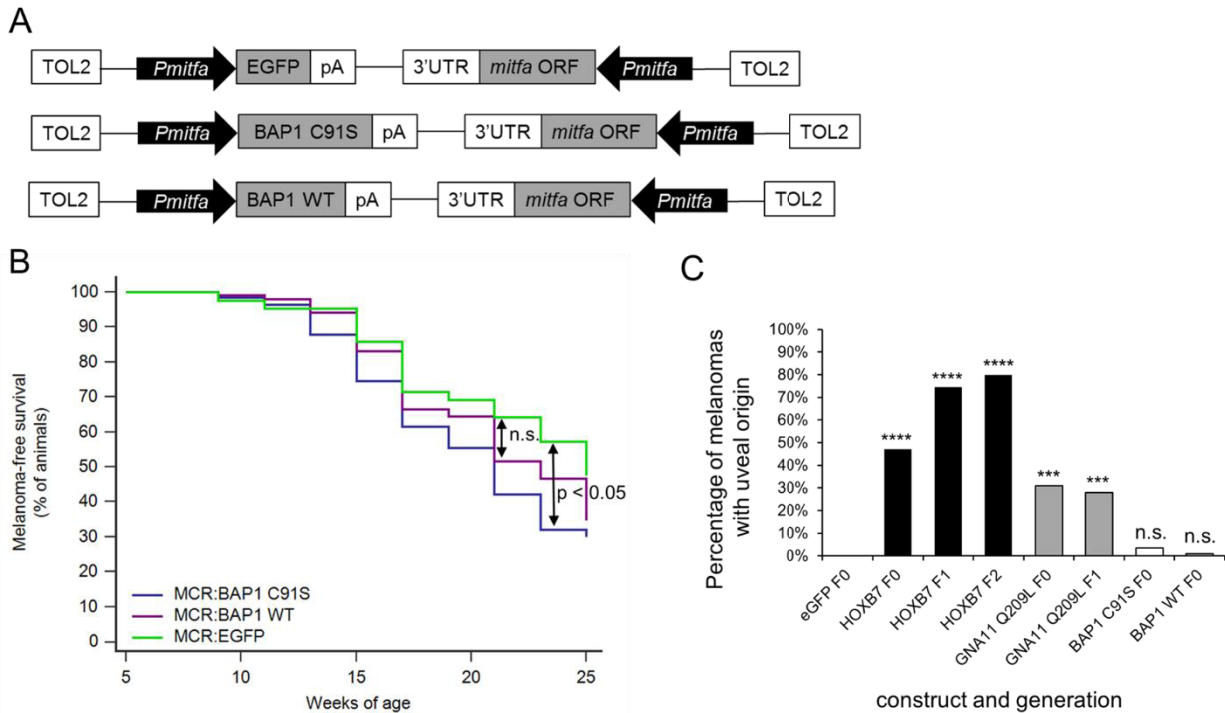 A
TOL2 Pmitfa EGFP pA 3'UTR mitfa ORF Pmitfa TOL2
TOL2 Pmitfa BAP1 C91S pA 3'UTR mitfa ORF Pmitfa TOL2
TOL2 Pmitfa BAP1 WT pA 3'UTR mitfa ORF Pmitfa TOL2
B
Melanoma-free survival
(% of animals)
100
90
80
70
60
50
40
30
20
10
0
n.s.
p < 0.05
MCR:BAP1 C91S
MCR:BAP1 WT
MCR:EGFP
5 10 15 20 25
Weeks of age
C
Percentage of melanomas
with uveal origin
100%
90%
80%
70%
60%
50%
40%
30%
20%
10%
0%
**** **** **** *** *** n.s. n.s.
eGFP F0
HOXB7 F0
HOXB7 F1
HOXB7 F2
GNA11 Q209L F0
GNA11 Q209L F1
BAP1 C91S F0
BAP1 WT F0
construct and generation